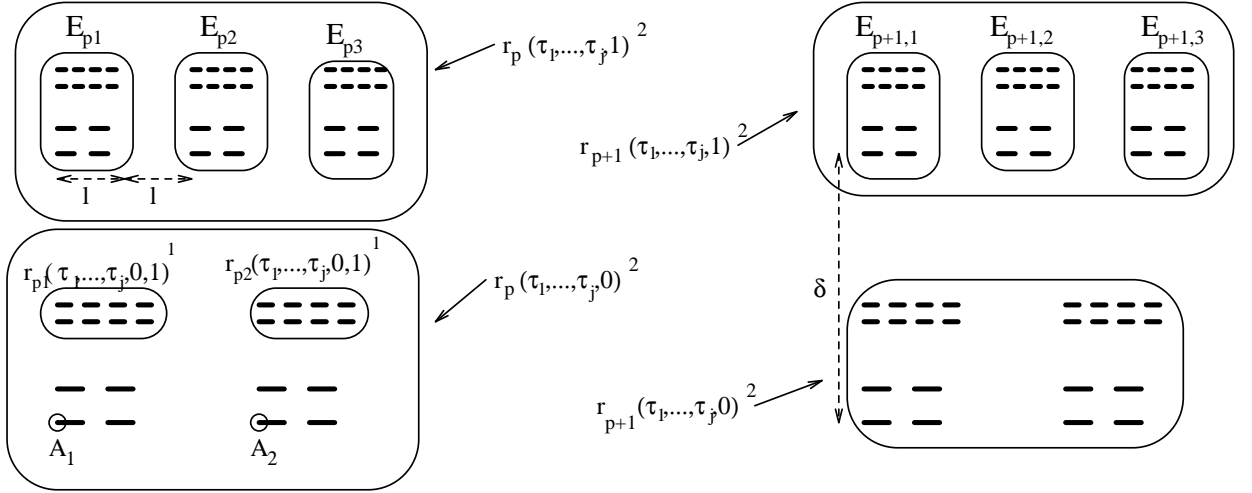 E_{p1} E_{p2} E_{p3}
r_p (τ_1,...,τ_j,1)^2
E_{p+1,1} E_{p+1,2} E_{p+1,3}
r_{p+1} (τ_1,...,τ_j,1)^2
l l
r_{p1}(τ_1,...,τ_j,0,1)^1 r_{p2}(τ_1,...,τ_j,0,1)^1
r_p (τ_1,...,τ_j,0)^2
δ
r_{p+1} (τ_1,...,τ_j,0)^2
A_1 A_2